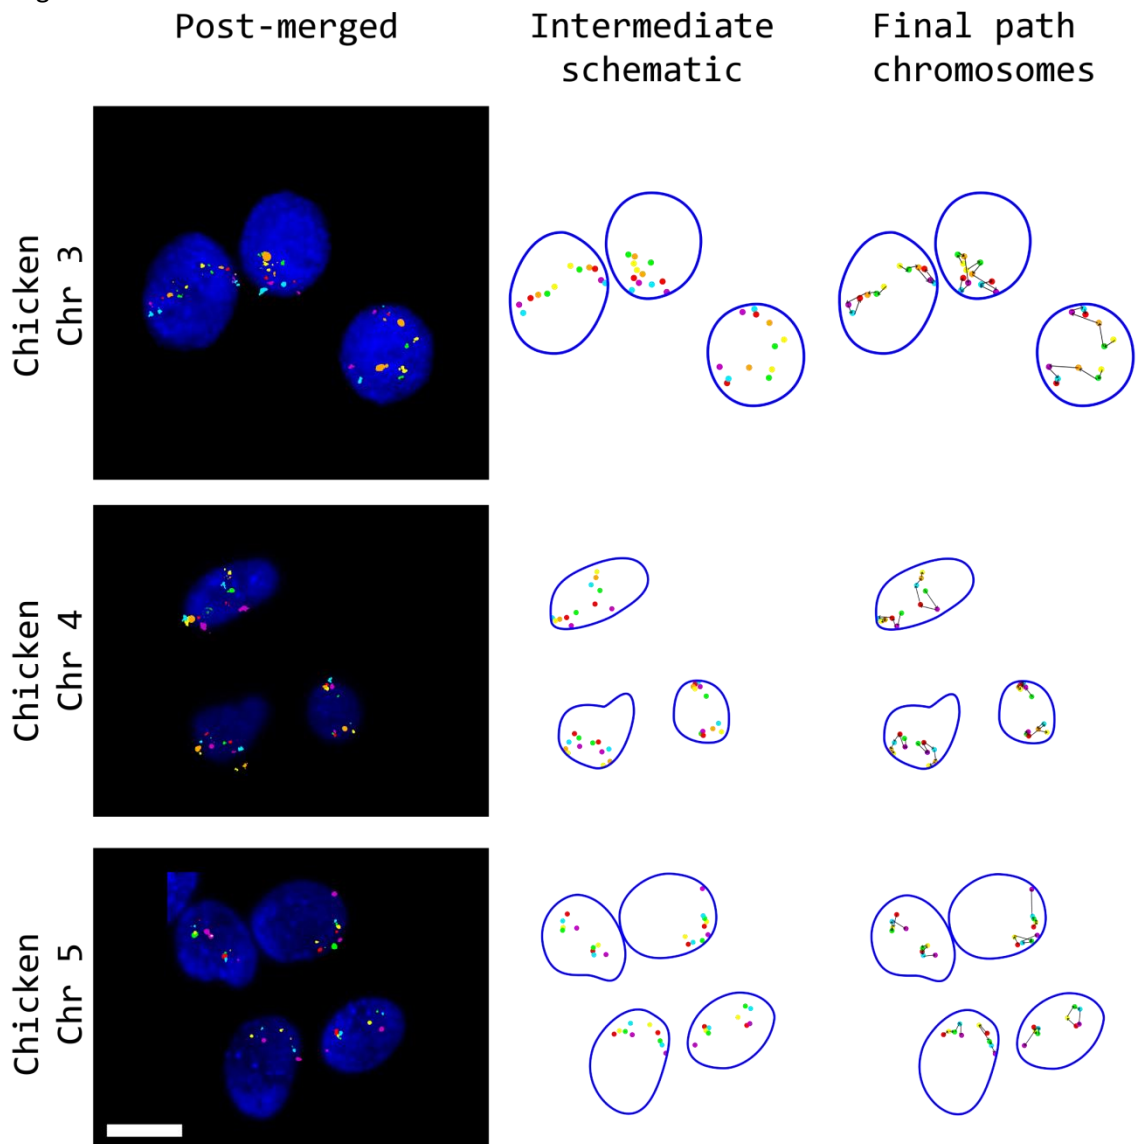 Post-merged
Intermediate
schematic
Final path
chromosomes
Chicken
Chr 3
Chicken
Chr 4
Chicken
Chr 5